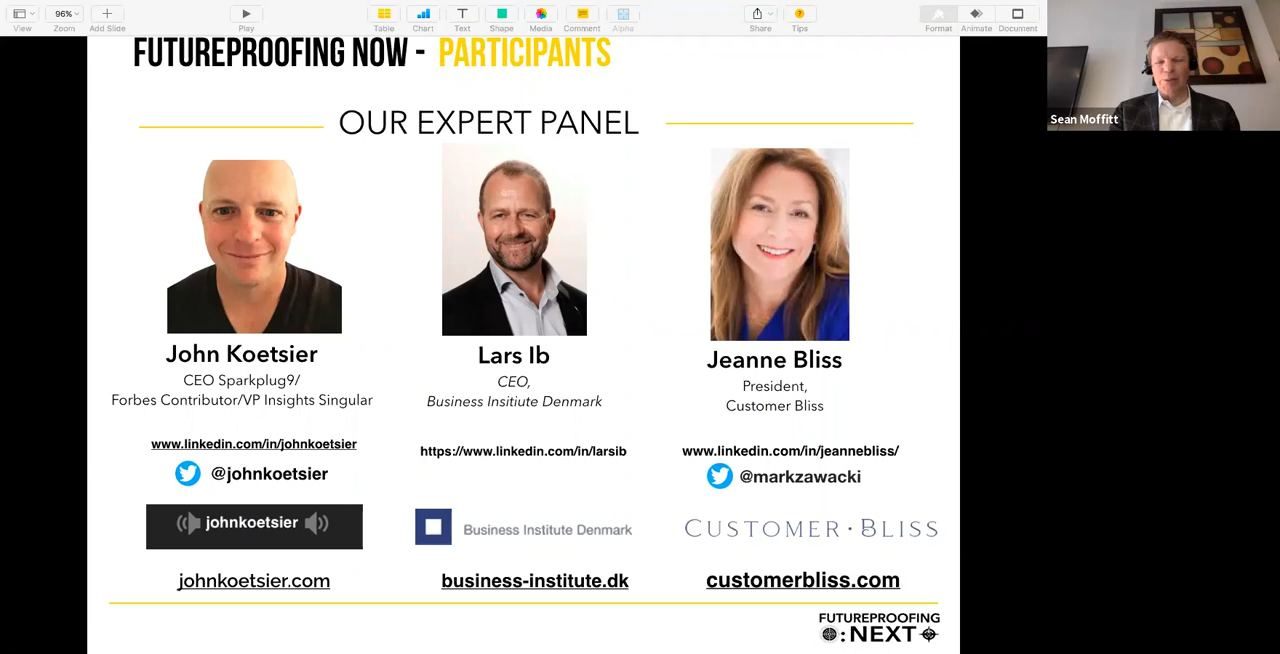 96%
View
Zoom
Add Slide
Play
Table
Chart
Text
Shape
Media
Comment
Alpha
Share
Tips
Format
Animate
Document
FUTUREPROOFING NOW - PARTICIPANTS
OUR EXPERT PANEL
John Koetsier
CEO Sparkplug9/
Forbes Contributor/VP Insights Singular
www.linkedin.com/in/johnkoetsier
@johnkoetsier
johnkoetsier
johnkoetsier.com
Lars Ib
CEO,
Business Insitiute Denmark
https://www.linkedin.com/in/larsib
Business Institute Denmark
business-institute.dk
Jeanne Bliss
President,
Customer Bliss
www.linkedin.com/in/jeannebliss/
@markzawacki
CUSTOMER·BLISS
customerbliss.com
FUTUREPROOFING
:NEXT
Sean Moffitt